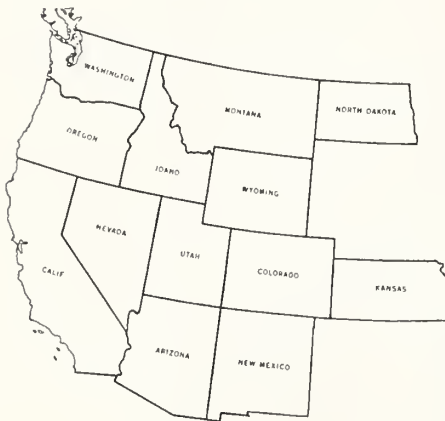 WASHINGTON
MONTANA
NORTH DAKOTA
OREGON
IDAHO
WYOMING
NEVADA
UTAH
COLORADO
CALIF
KANSAS
ARIZONA
NEW MEXICO